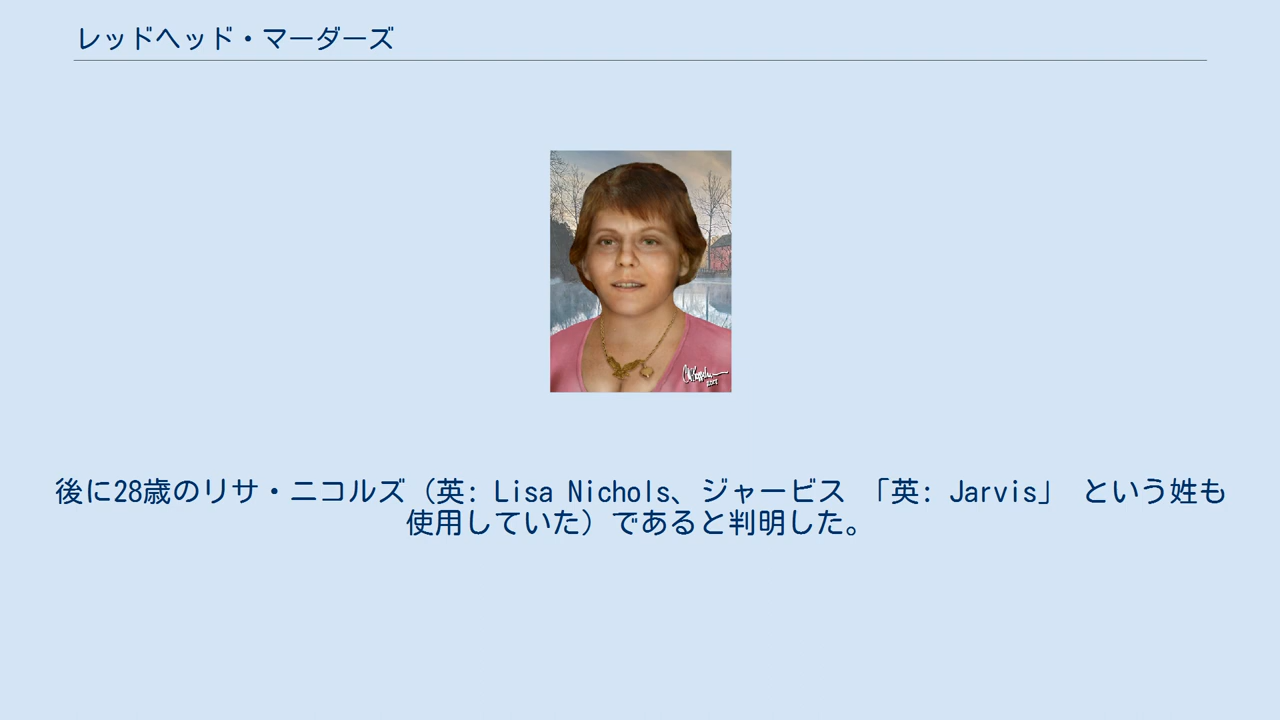 レッドヘッド・マーダーズ
後に28歳のリサ・ニコルズ（英: Lisa Nichols、ジャービス 「英: Jarvis」 という姓も
使用していた）であると判明した。